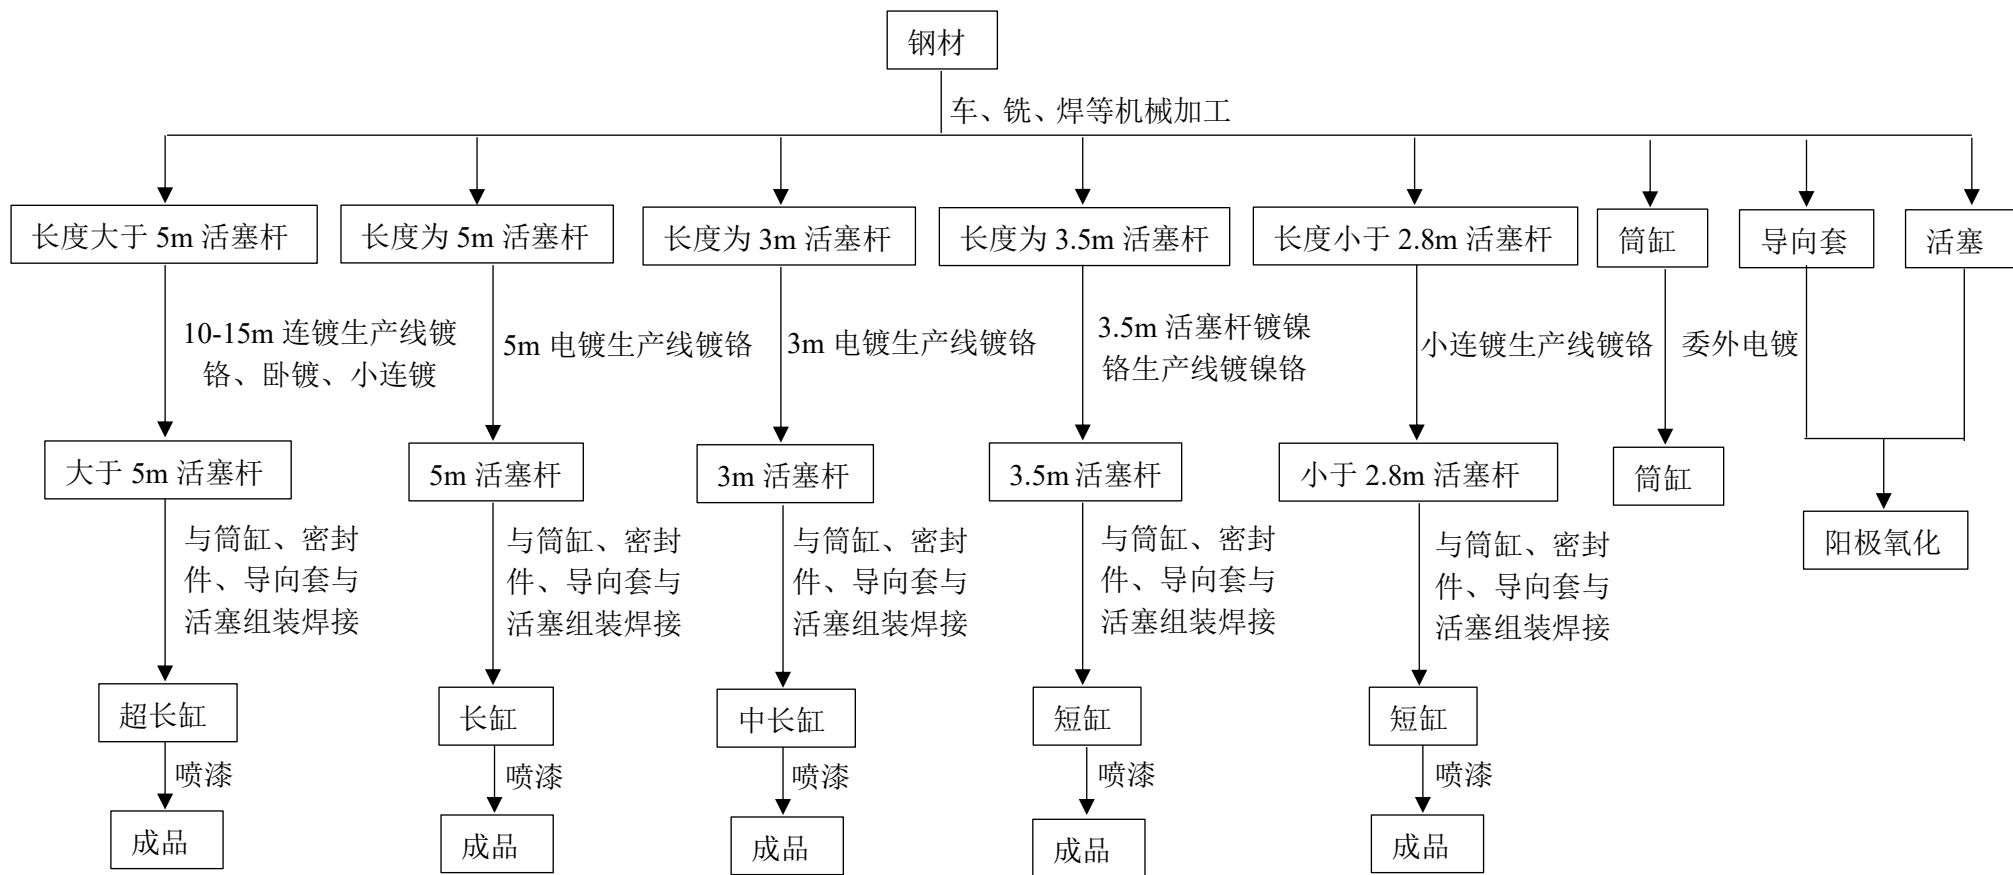 钢材
车、铣、焊等机械加工
长度大于 5m 活塞杆
长度为 5m 活塞杆
长度为 3m 活塞杆
长度为 3.5m 活塞杆
长度小于 2.8m 活塞杆
筒缸
导向套
活塞
10-15m 连镀生产线镀
铬、卧镀、小连镀
5m 电镀生产线镀铬
3m 电镀生产线镀铬
3.5m 活塞杆镀镍
铬生产线镀镍铬
小连镀生产线镀铬
委外电镀
大于 5m 活塞杆
5m 活塞杆
3m 活塞杆
3.5m 活塞杆
小于 2.8m 活塞杆
筒缸
阳极氧化
与筒缸、密封
件、导向套与
活塞组装焊接
与筒缸、密封
件、导向套与
活塞组装焊接
与筒缸、密封
件、导向套与
活塞组装焊接
与筒缸、密封
件、导向套与
活塞组装焊接
与筒缸、密封
件、导向套与
活塞组装焊接
超长缸
长缸
中长缸
短缸
短缸
喷漆
喷漆
喷漆
喷漆
喷漆
成品
成品
成品
成品
成品